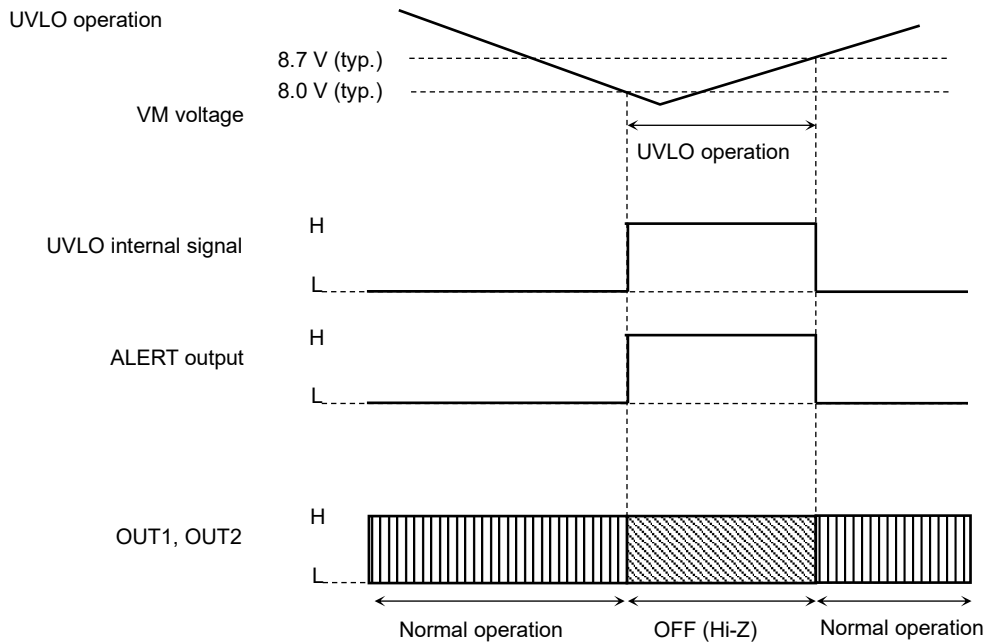 UVLO operation
8.7 V (typ.)
8.0 V (typ.)
VM voltage
UVLO operation
H
UVLO internal signal
L
H
ALERT output
L
H
OUT1, OUT2
L
Normal operation OFF (Hi-Z) Normal operation